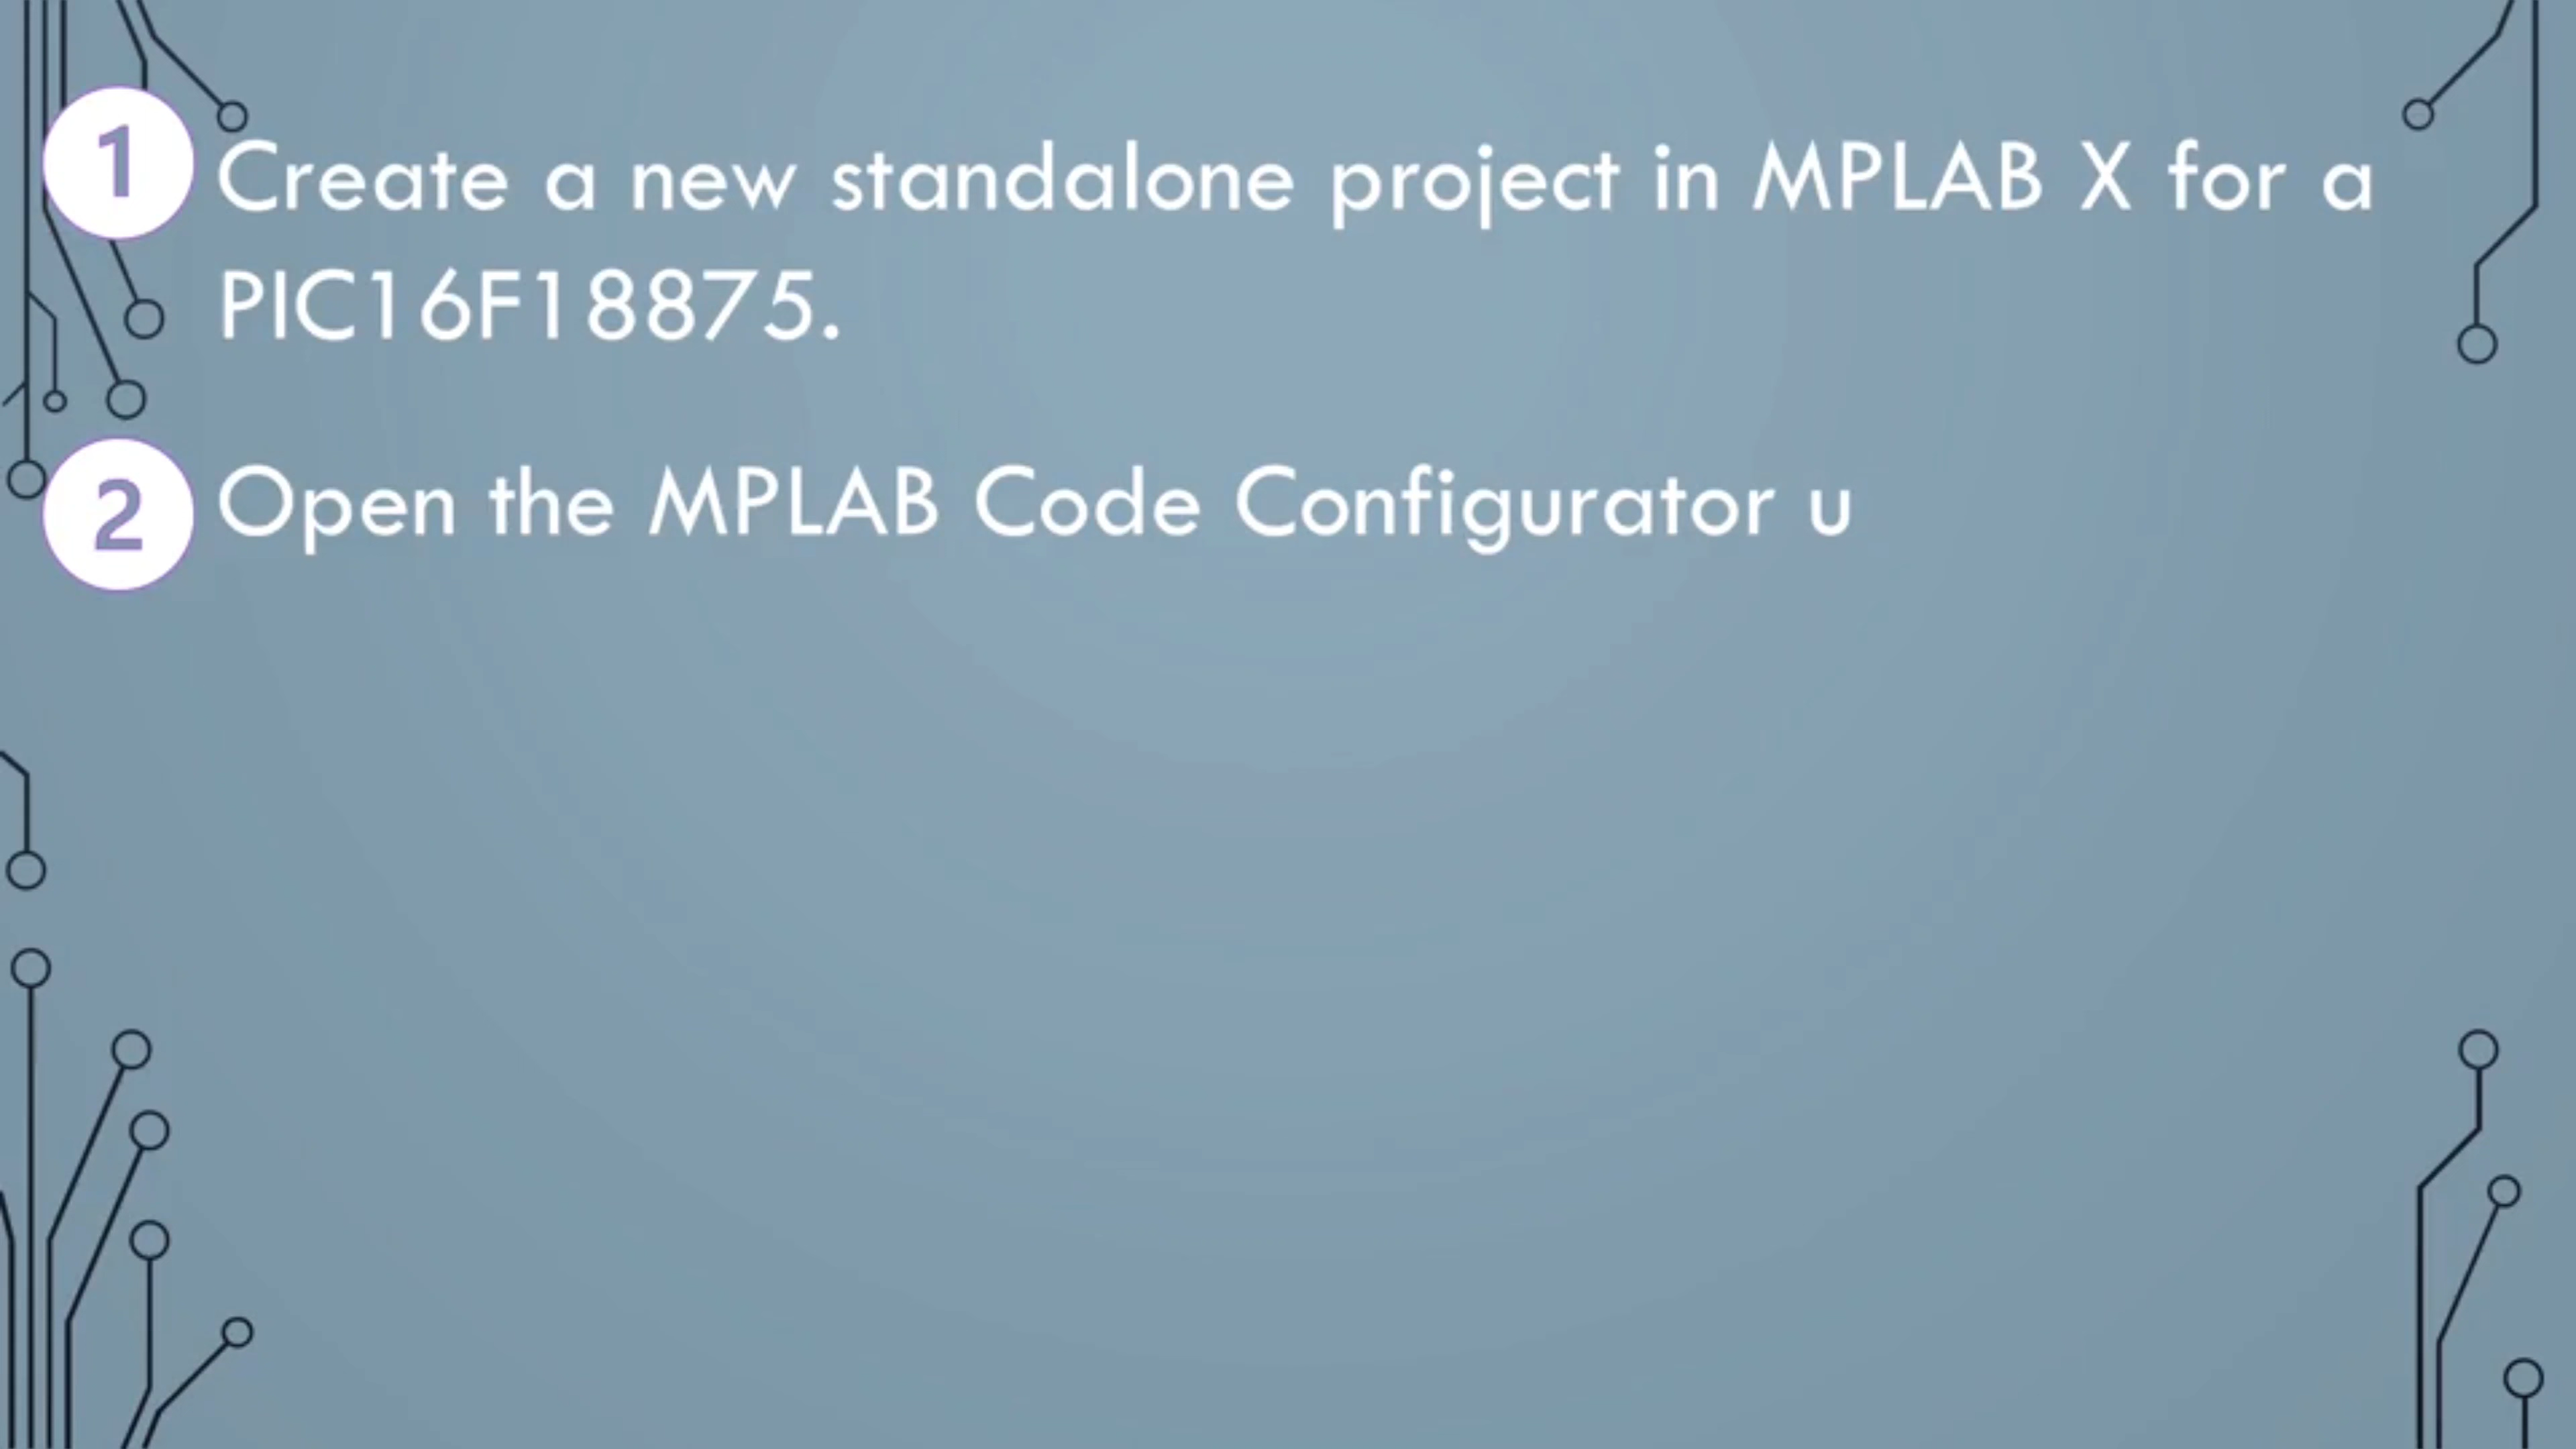 1 Create a new standalone project in MPLAB X for a
PIC16F18875.
2 Open the MPLAB Code Configurator u